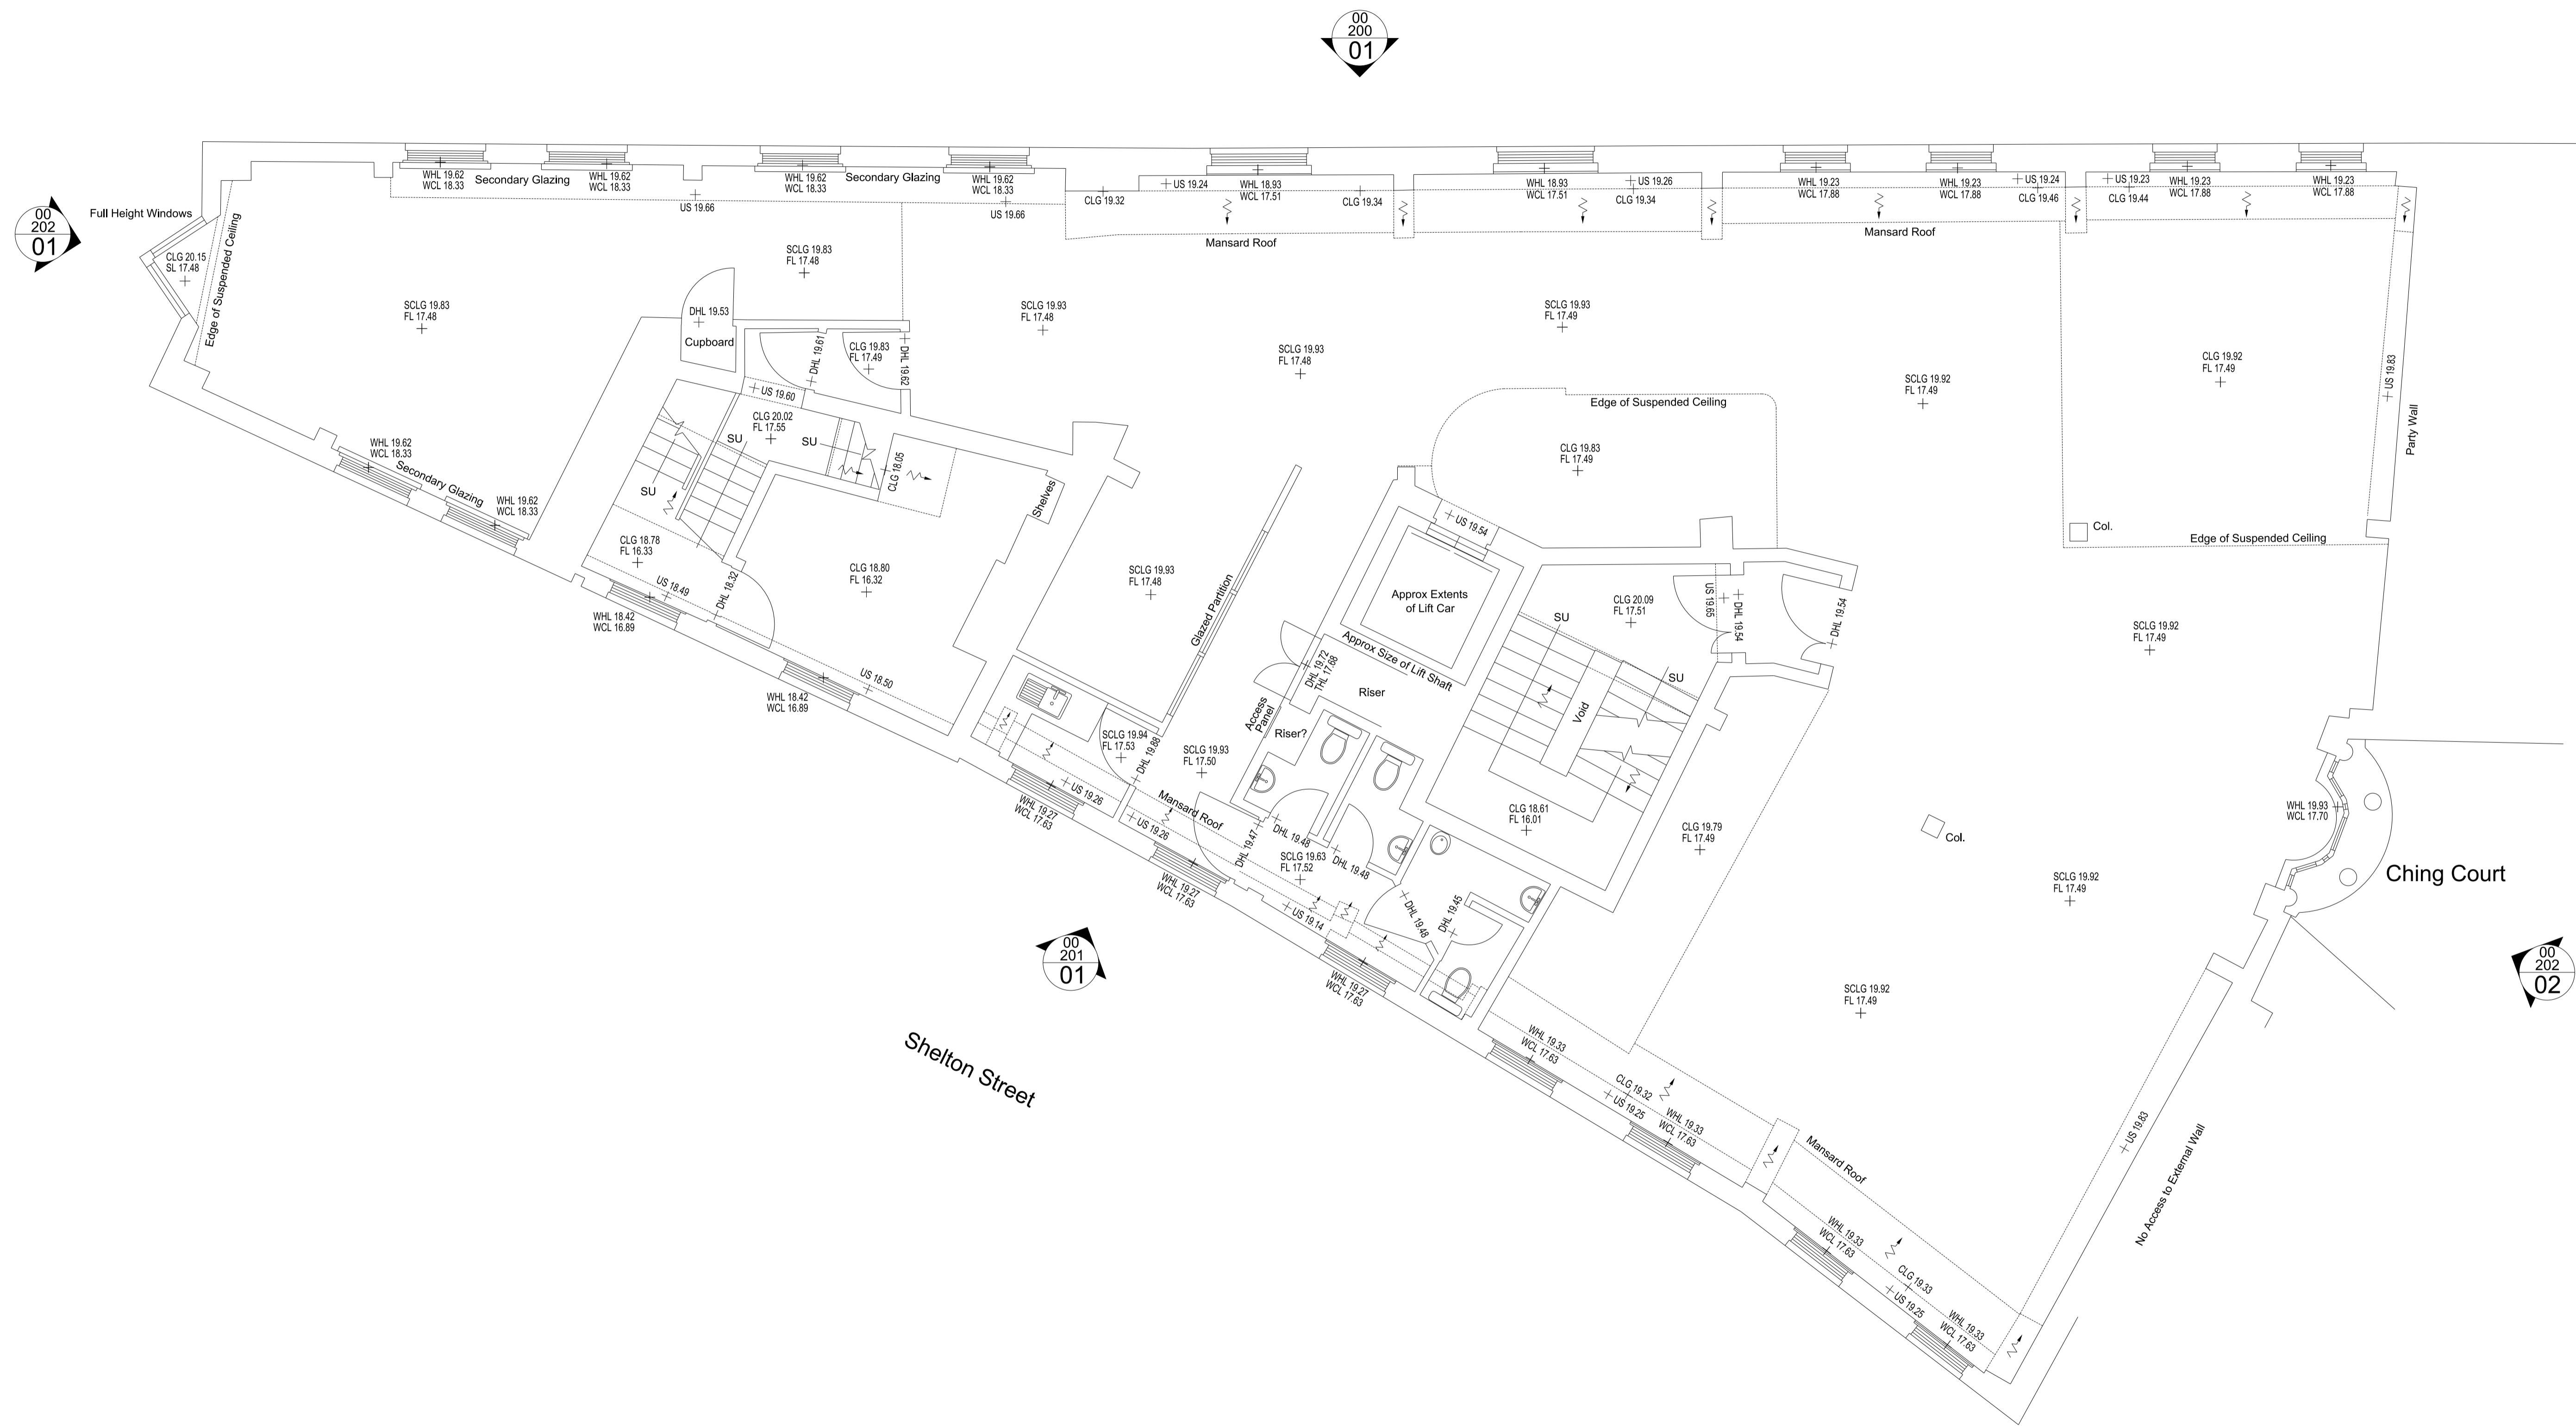 00
200
01
00
202
01
Full Height Windows
CLG 20.15
SL 17.48
Edge of Suspended Ceiling
WHL 19.62
WCL 18.33
Secondary Glazing
WHL 19.62
WCL 18.33
US 19.66
WHL 19.62
WCL 18.33
Secondary Glazing
WHL 19.62
WCL 18.33
US 19.66
CLG 19.32
US 19.24
WHL 18.93
WCL 17.51
CLG 19.34
Mansard Roof
WHL 18.93
WCL 17.51
US 19.26
CLG 19.34
WHL 19.23
WCL 17.88
Mansard Roof
WHL 19.23
WCL 17.88
US 19.24
CLG 19.46
US 19.23
CLG 19.44
WHL 19.23
WCL 17.88
WHL 19.23
WCL 17.88
SCLG 19.83
FL 17.48
SCLG 19.83
FL 17.48
DHL 19.53
Cupboard
DHL 19.61
CLG 19.83
FL 17.49
DHL 19.62
SCLG 19.93
FL 17.48
SCLG 19.93
FL 17.48
SCLG 19.93
FL 17.49
SCLG 19.92
FL 17.49
CLG 19.92
FL 17.49
US 19.83
Party Wall
US 19.60
CLG 20.02
FL 17.55
SU
SU
SU
CLG 18.05
Shelves
Edge of Suspended Ceiling
CLG 19.83
FL 17.49
WHL 19.62
WCL 18.33
Secondary Glazing
WHL 19.62
WCL 18.33
Col.
Edge of Suspended Ceiling
CLG 18.78
FL 16.33
US 18.49
DHL 18.32
WHL 18.42
WCL 16.89
CLG 18.80
FL 16.32
US 18.50
WHL 18.42
WCL 16.89
SCLG 19.93
FL 17.48
Glazed Partition
US 19.54
Approx Extents
of Lift Car
Approx Size of Lift Shaft
DHL 19.72
THL 17.68
Riser
Access
Panel
Riser?
SU
CLG 20.09
FL 17.51
US 19.65
DHL 19.54
DHL 19.54
SU
Void
CLG 18.61
FL 16.01
SCLG 19.92
FL 17.49
SCLG 19.94
FL 17.53
DHL 19.88
SCLG 19.93
FL 17.50
US 19.26
WHL 19.27
WCL 17.63
Mansard Roof
US 19.26
WHL 19.27
WCL 17.63
DHL 19.47
DHL 19.48
SCLG 19.63
FL 17.52
DHL 19.48
US 19.14
DHL 19.48
DHL 19.45
WHL 19.27
WCL 17.63
CLG 19.79
FL 17.49
Col.
WHL 19.93
WCL 17.70
Ching Court
SCLG 19.92
FL 17.49
SCLG 19.92
FL 17.49
00
201
01
00
202
02
Shelton Street
WHL 19.33
WCL 17.63
CLG 19.32
US 19.25
WHL 19.33
WCL 17.63
Mansard Roof
US 19.83
No Access to External Wall
WHL 19.33
WCL 17.63
CLG 19.33
US 19.25
WHL 19.33
WCL 17.63